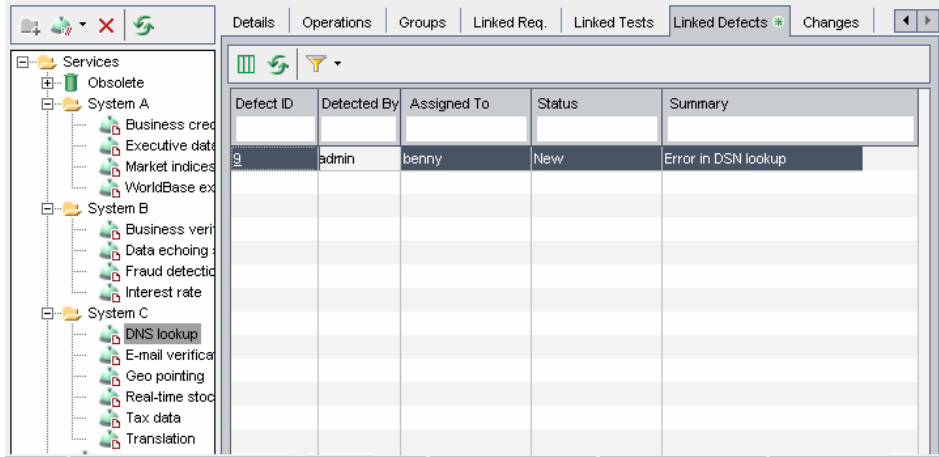 Details Operations Groups Linked Req. Linked Tests Linked Defects Changes
Services
Obsolete
System A
Business cred
Executive data
Market indices
WorldBase ex
System B
Business veri
Data echoing s
Fraud detectio
Interest rate
System C
DNS lookup
E-mail verifica
Geo pointing
Real-time stoc
Tax data
Translation
Defect ID Detected By Assigned To Status Summary
9 admin benny New Error in DSN lookup